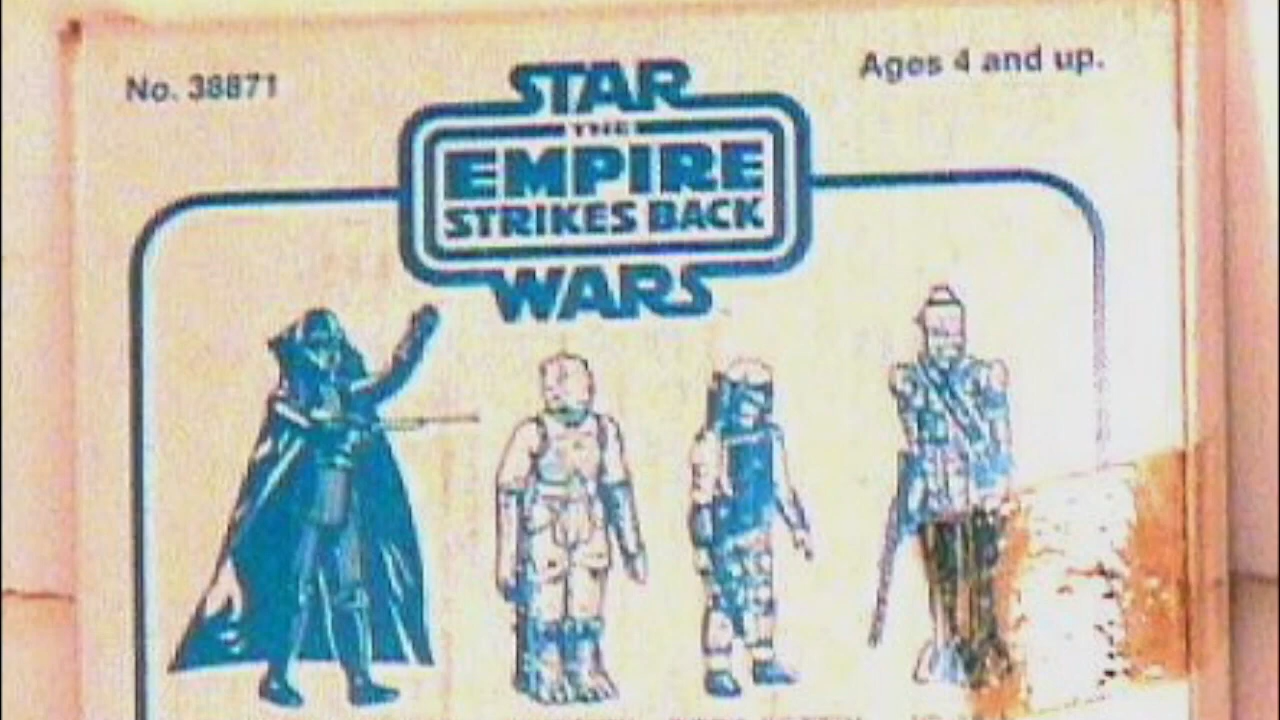 No. 38871
Ages 4 and up.
STAR
THE
EMPIRE
STRIKES BACK
WARS